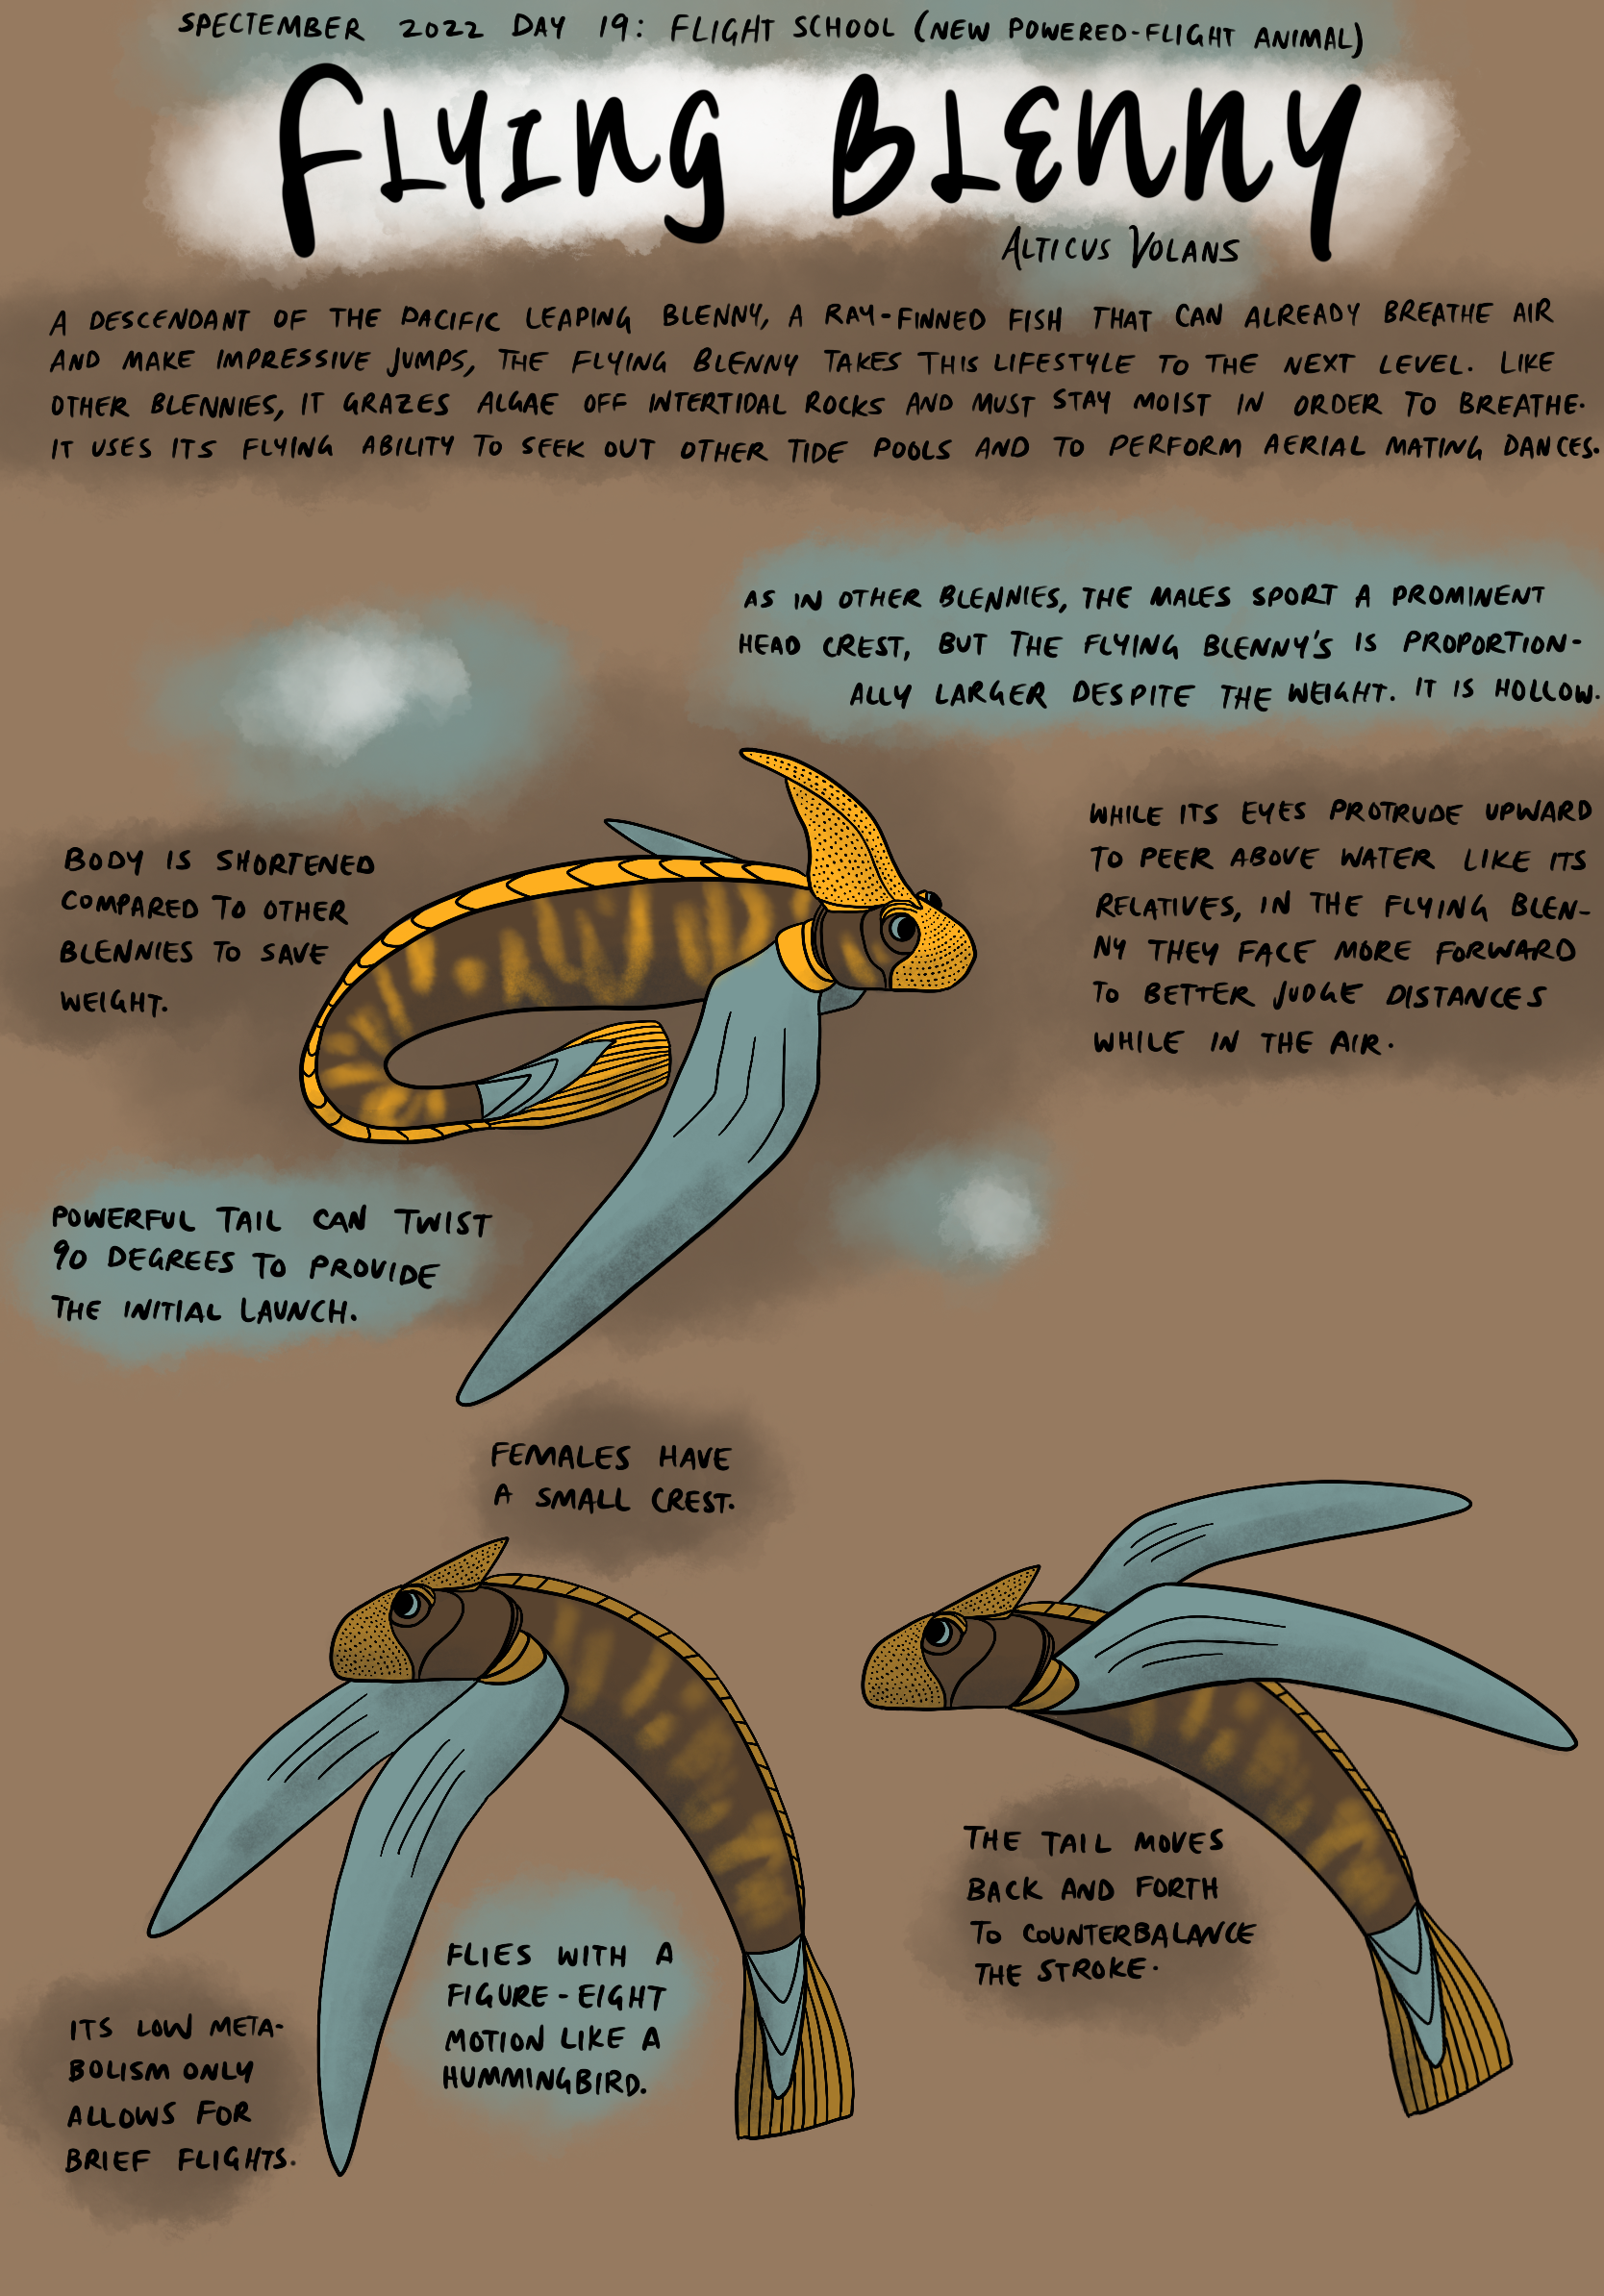 SPECTEMBER 2022 DAY 19: FLIGHT SCHOOL (NEW POWERED-FLIGHT ANIMAL)
FLYING BLENNY
ALTICUS VOLANS
A DESCENDANT OF THE PACIFIC LEAPING BLENNY, A RAY-FINNED FISH THAT CAN ALREADY BREATHE AIR
AND MAKE IMPRESSIVE JUMPS, THE FLYING BLENNY TAKES THIS LIFESTYLE TO THE NEXT LEVEL. LIKE
OTHER BLENNIES, IT GRAZES ALGAE OFF INTERTIDAL ROCKS AND MUST STAY MOIST IN ORDER TO BREATHE.
IT USES ITS FLYING ABILITY TO SEEK OUT OTHER TIDE POOLS AND TO PERFORM AERIAL MATING DANCES.
AS IN OTHER BLENNIES, THE MALES SPORT A PROMINENT
HEAD CREST, BUT THE FLYING BLENNY'S IS PROPORTION-
ALLY LARGER DESPITE THE WEIGHT. IT IS HOLLOW.
WHILE ITS EYES PROTRUDE UPWARD
TO PEER ABOVE WATER LIKE ITS
RELATIVES, IN THE FLYING BLEN-
NY THEY FACE MORE FORWARD
TO BETTER JUDGE DISTANCES
WHILE IN THE AIR.
BODY IS SHORTENED
COMPARED TO OTHER
BLENNIES TO SAVE
WEIGHT.
POWERFUL TAIL CAN TWIST
90 DEGREES TO PROVIDE
THE INITIAL LAUNCH.
FEMALES HAVE
A SMALL CREST.
THE TAIL MOVES
BACK AND FORTH
TO COUNTERBALANCE
THE STROKE.
FLIES WITH A
FIGURE-EIGHT
MOTION LIKE A
HUMMINGBIRD.
ITS LOW META-
BOLISM ONLY
ALLOWS FOR
BRIEF FLIGHTS.